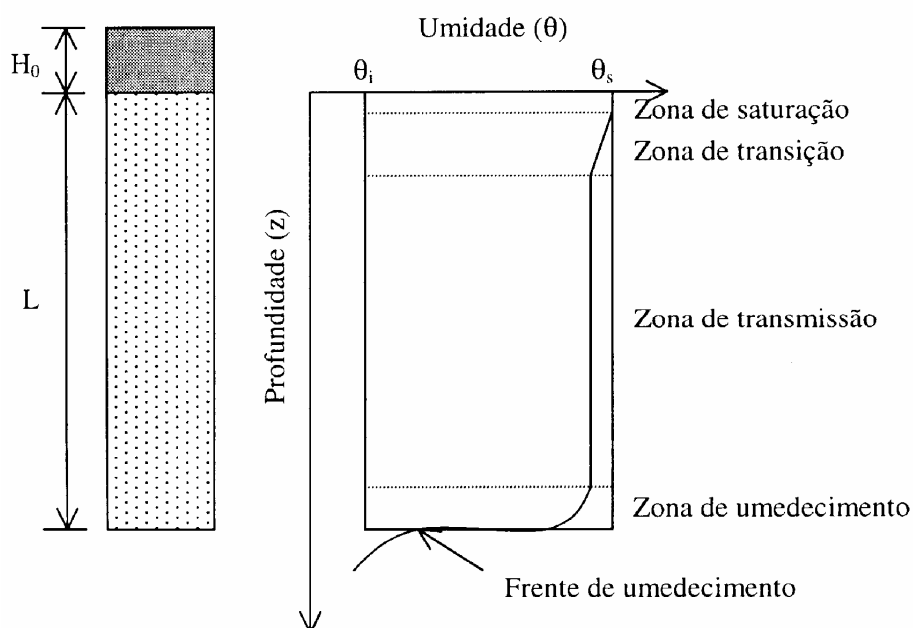 Umidade (θ)
H₀
θᵢ
θₛ
Zona de saturação
Zona de transição
Profundidade (z)
L
Zona de transmissão
Zona de umedecimento
Frente de umedecimento